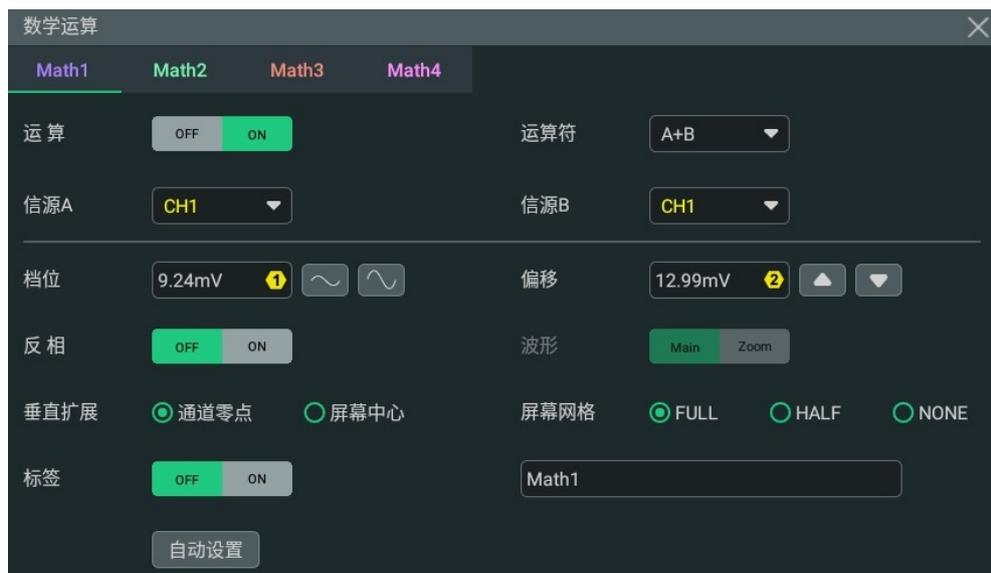 数学运算
Math1 Math2 Math3 Math4
运 算 OFF ON 运算符 A+B
信源A CH1 信源B CH1
档位 9.24mV 1 偏移 12.99mV 2
反 相 OFF ON 波形 Main Zoom
垂直扩展 通道零点 屏幕中心 屏幕网格 FULL HALF NONE
标签 OFF ON Math1
自动设置